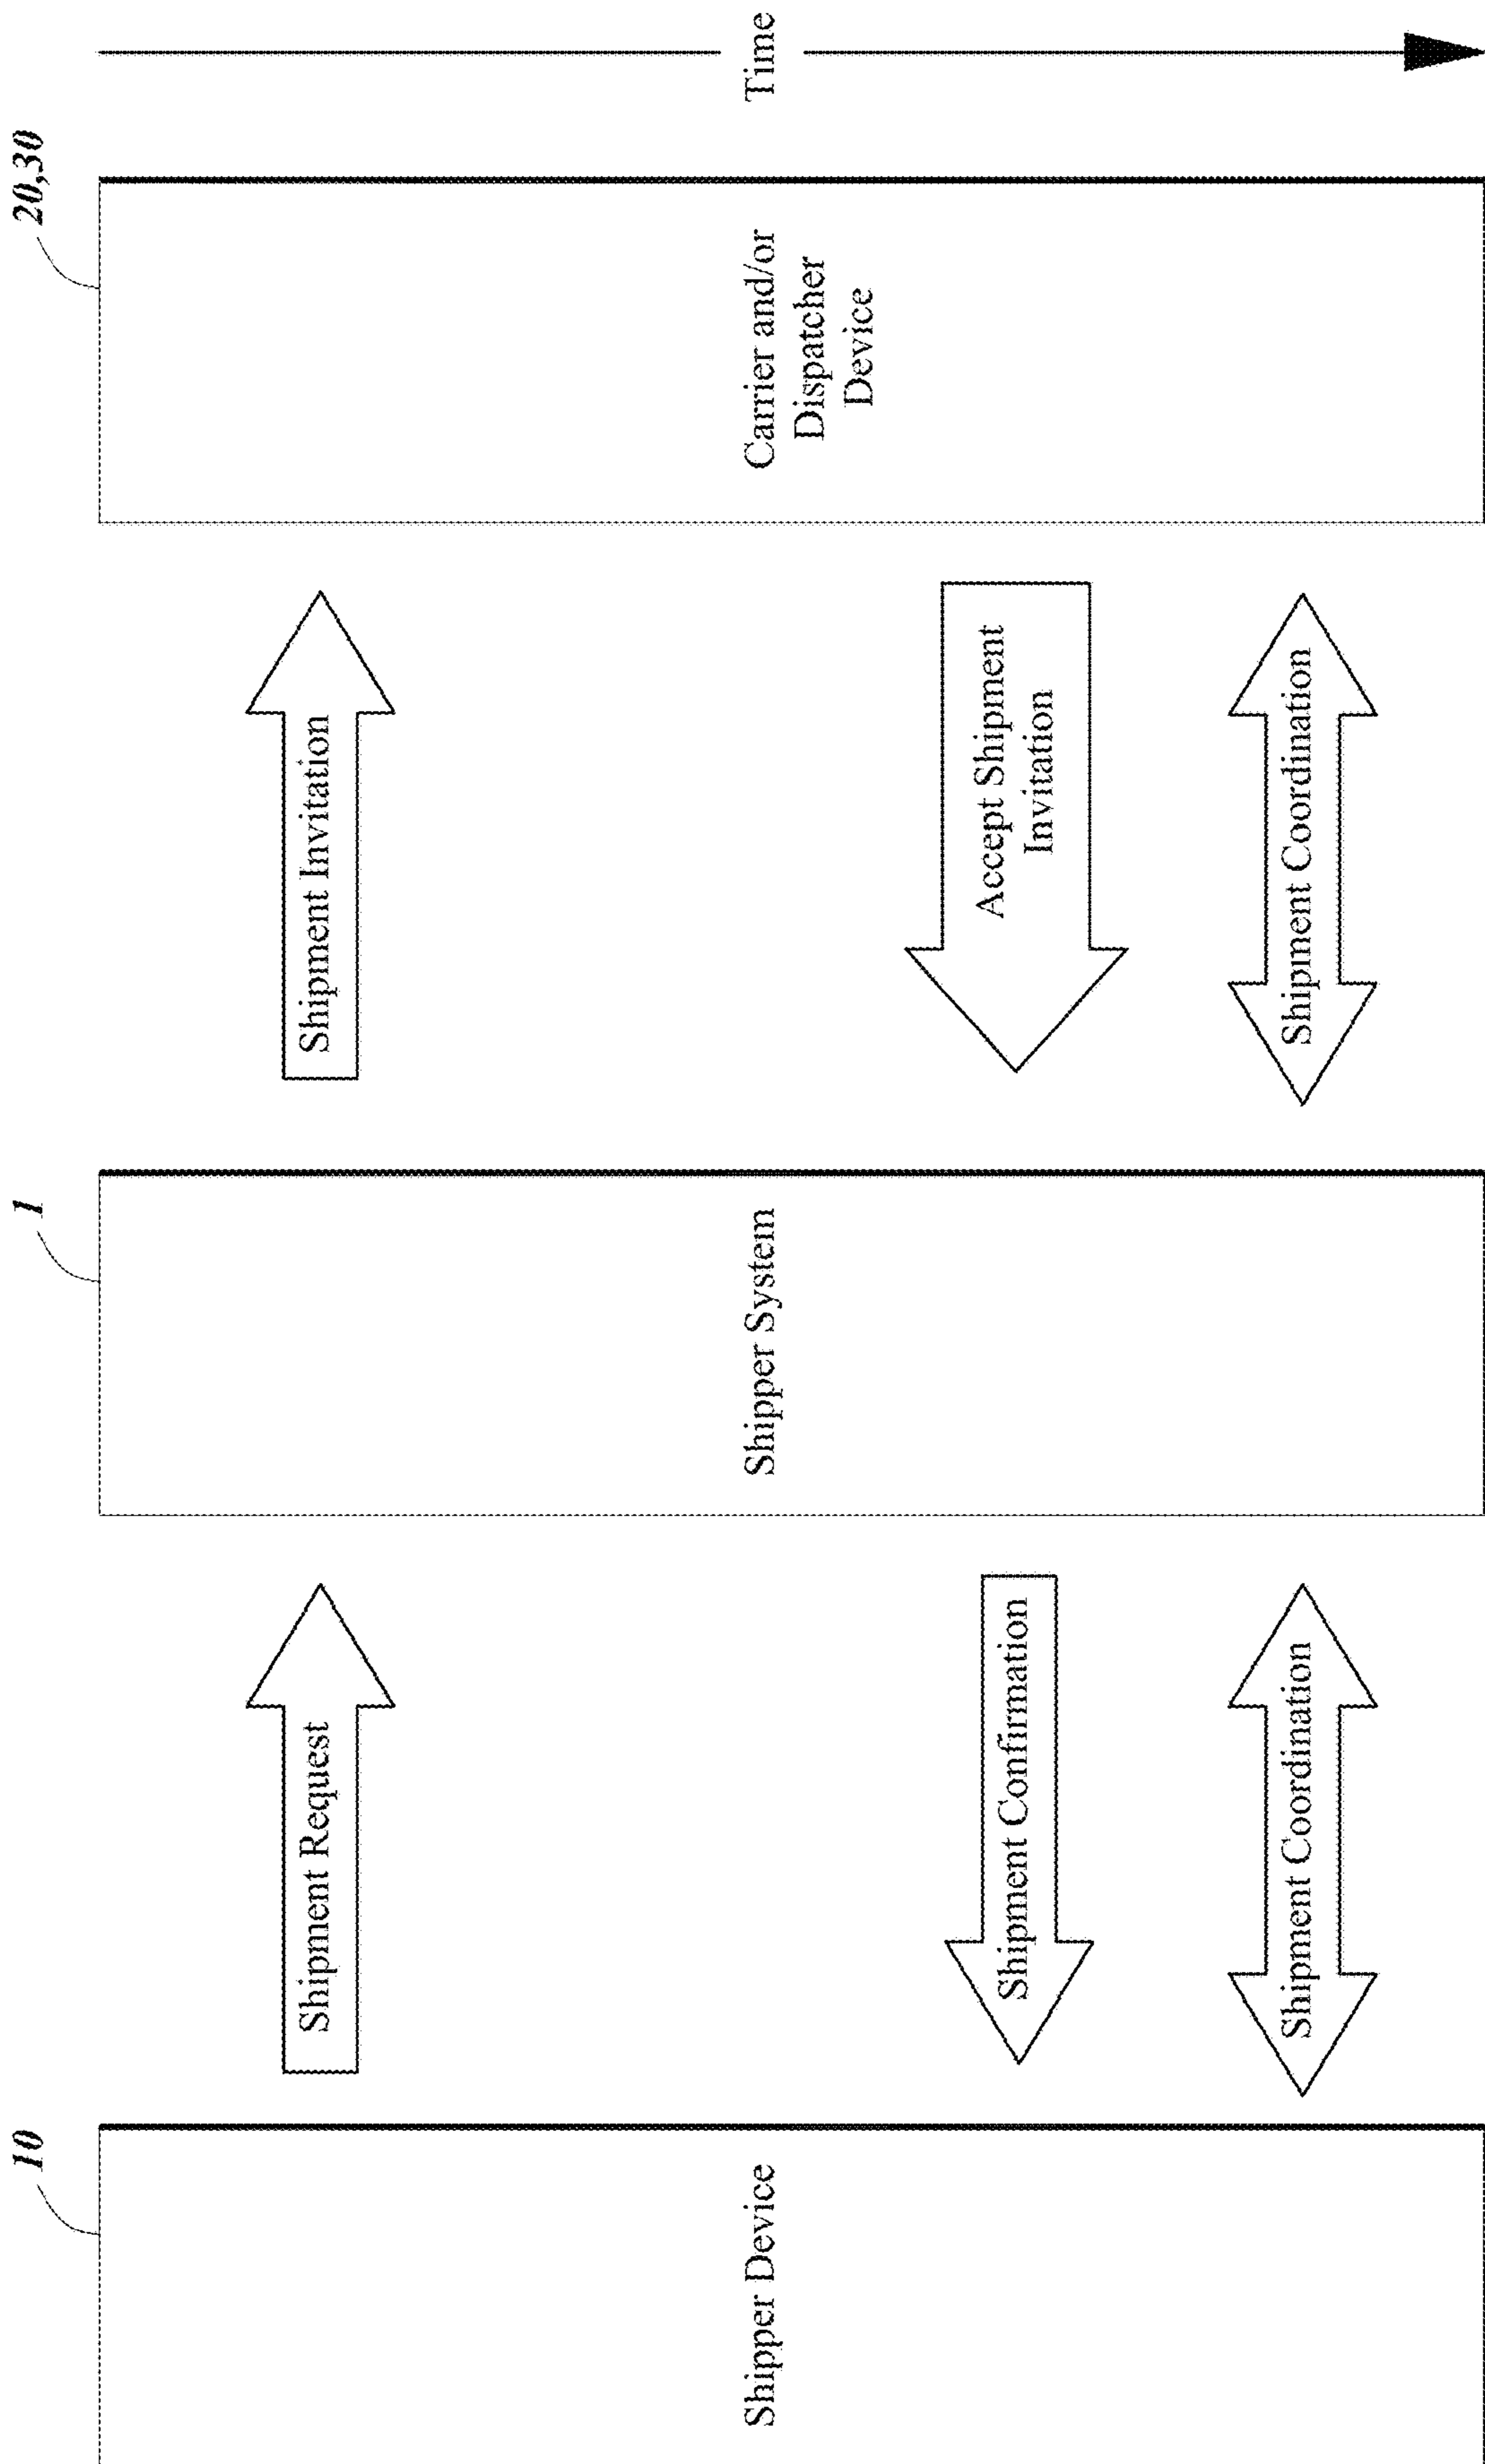 10
1
20,30
Shipper Device
Shipper System
Carrier and/or
Dispatcher
Device
Time
Shipment Request
Shipment Invitation
Shipment Confirmation
Accept Shipment
Invitation
Shipment Coordination
Shipment Coordination